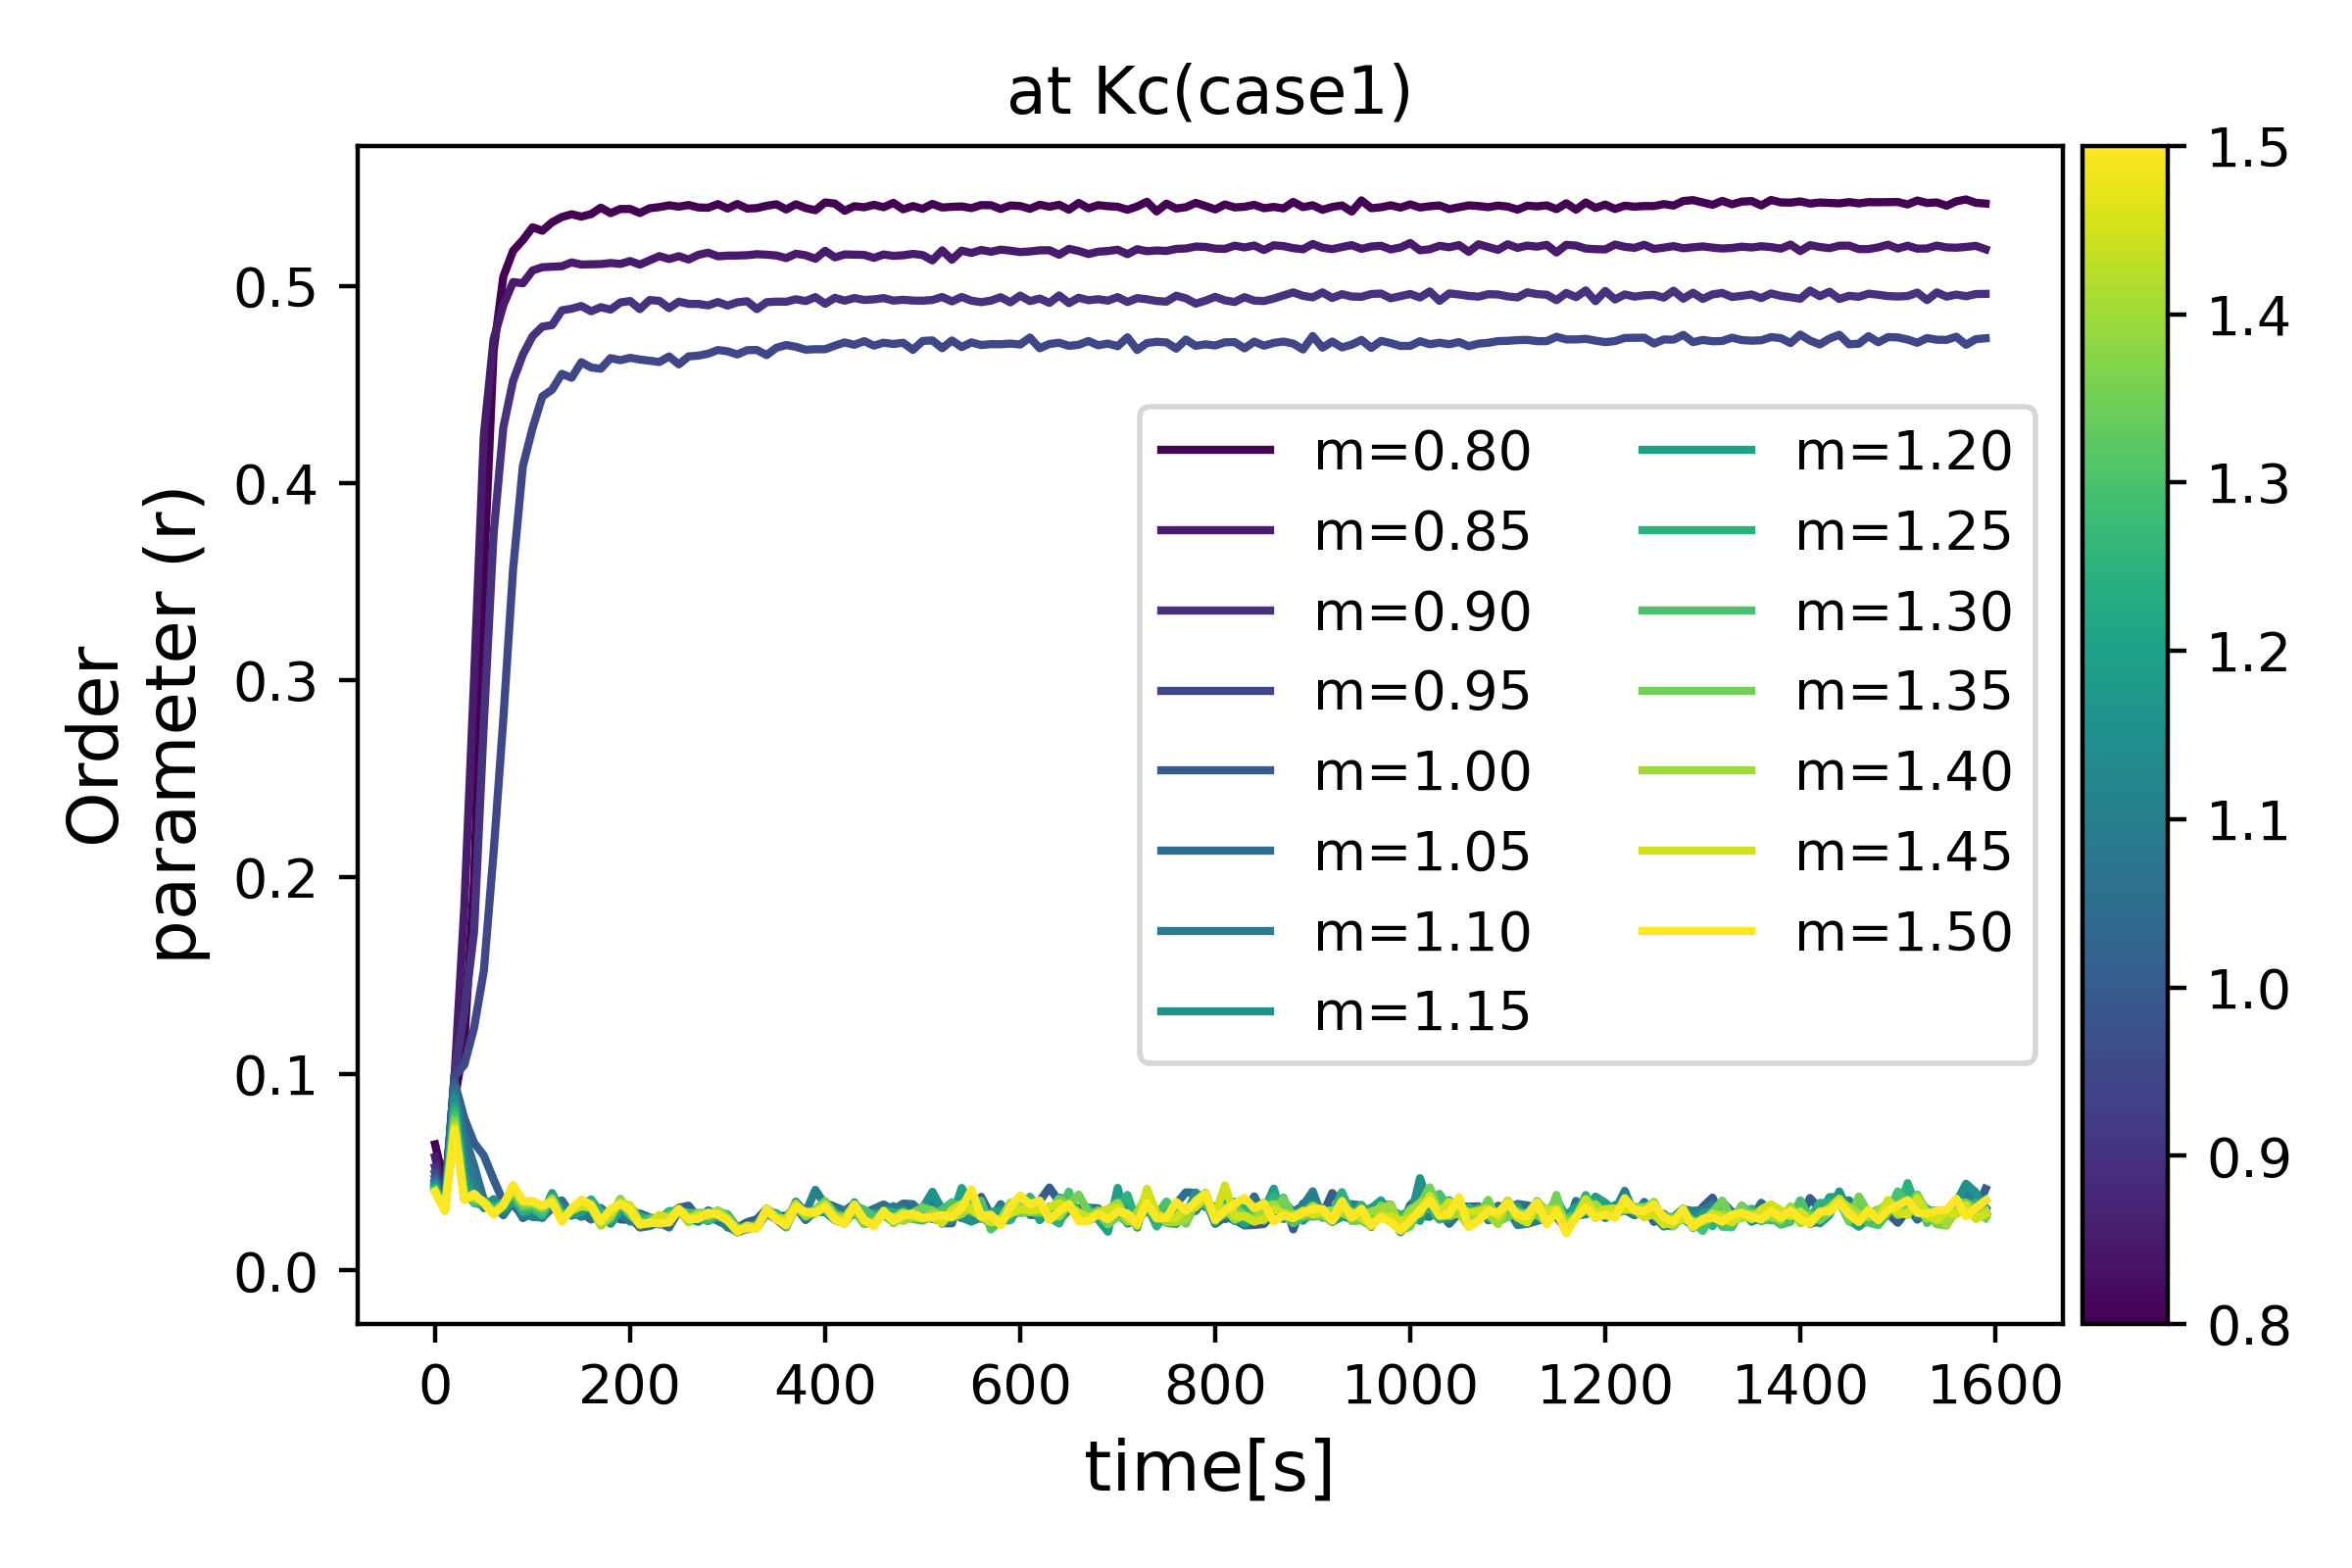 at Kc(case1)
Order
parameter (r)
0.5
0.4
0.3
0.2
0.1
0.0
m=0.80
m=0.85
m=0.90
m=0.95
m=1.00
m=1.05
m=1.10
m=1.15
m=1.20
m=1.25
m=1.30
m=1.35
m=1.40
m=1.45
m=1.50
1.5
1.4
1.3
1.2
1.1
1.0
0.9
0.8
0 200 400 600 800 1000 1200 1400 1600
time[s]